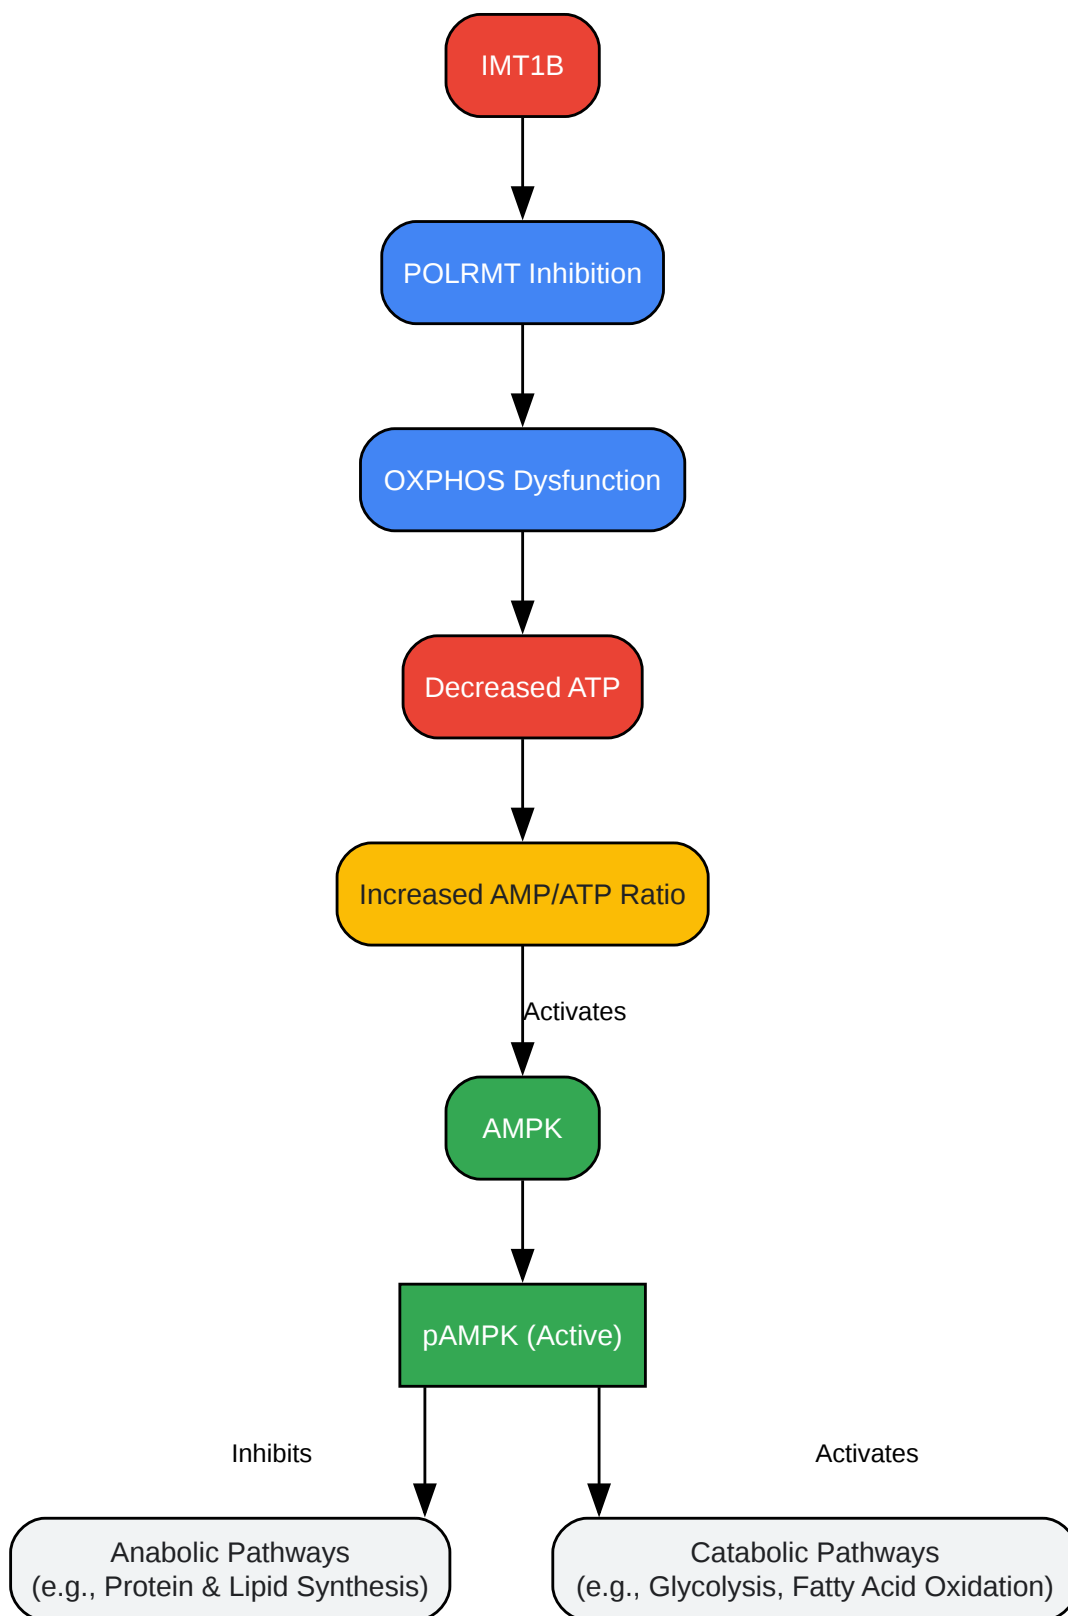 IMT1B
POLRMT Inhibition
OXPHOS Dysfunction
Decreased ATP
Increased AMP/ATP Ratio
Activates
AMPK
pAMPK (Active)
Inhibits
Activates
Anabolic Pathways
(e.g., Protein & Lipid Synthesis)
Catabolic Pathways
(e.g., Glycolysis, Fatty Acid Oxidation)